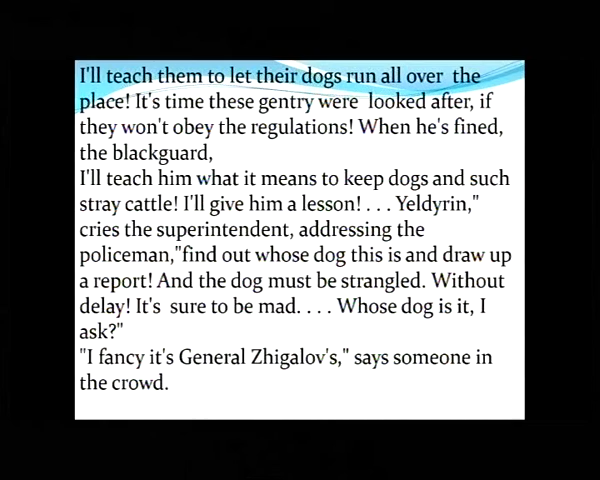 I'll teach them to let their dogs run all over  the
place! It's time these gentry were  looked after, if
they won't obey the regulations! When he's fined,
the blackguard,
I'll teach him what it means to keep dogs and such
stray cattle! I'll give him a lesson! . . . Yeldyrin,"
cries the superintendent, addressing the
policeman,"find out whose dog this is and draw up
a report! And the dog must be strangled. Without
delay! It's  sure to be mad. . . . Whose dog is it, I
ask?"
"I fancy it's General Zhigalov's," says someone in
the crowd.